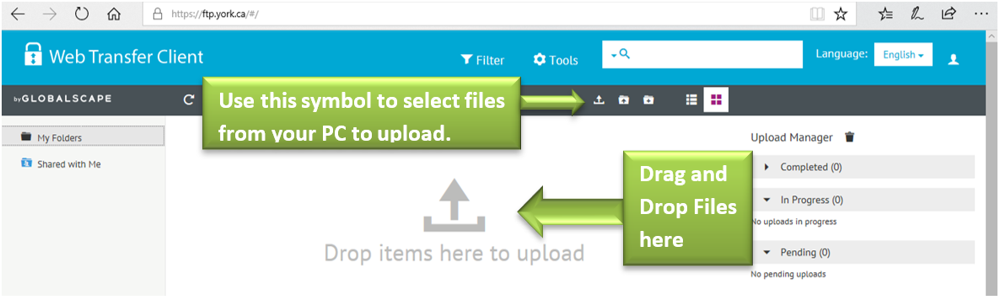 https://ftp.york.ca/#/
Web Transfer Client
Filter
Tools
Language:
English
by GLOBALSCAPE
Use this symbol to select files
from your PC to upload.
My Folders
Shared with Me
Drop items here to upload
Drag and
Drop Files
here
Upload Manager
Completed (0)
In Progress (0)
No uploads in progress
Pending (0)
No pending uploads